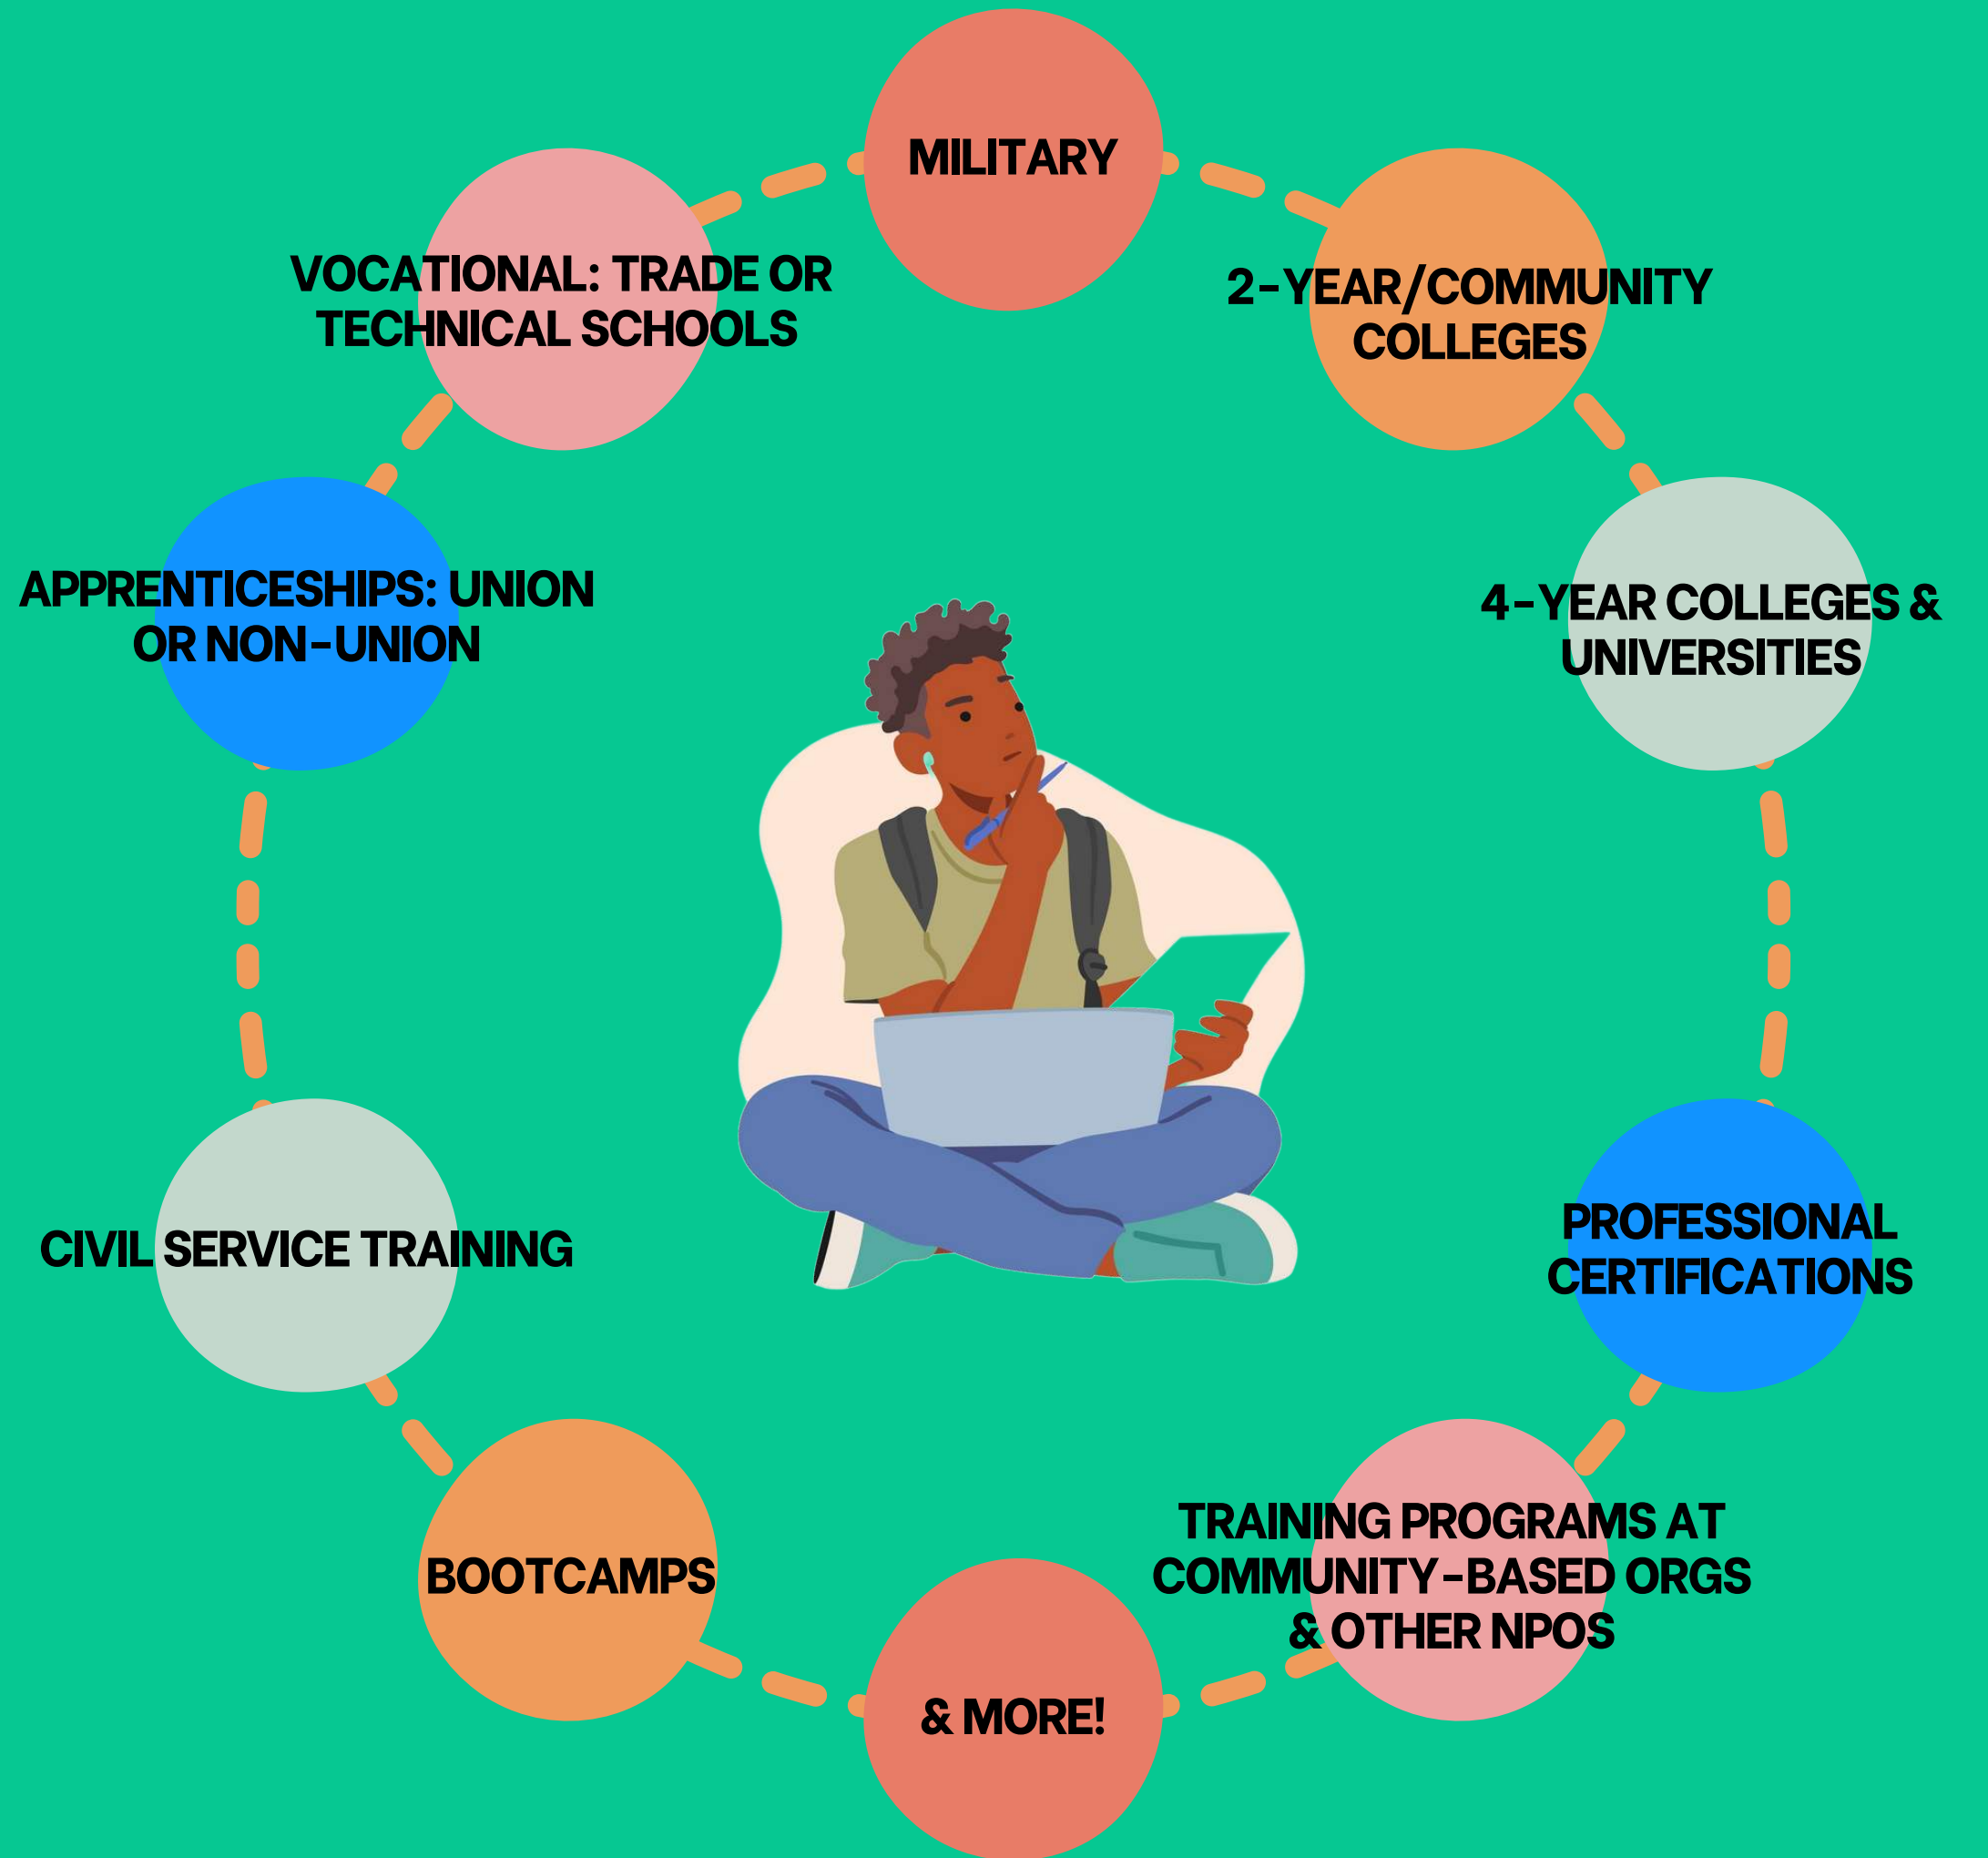 MILITARY
VOCATIONAL: TRADE OR
TECHNICAL SCHOOLS
2-YEAR/COMMUNITY
COLLEGES
APPRENTICESHIPS: UNION
OR NON-UNION
4-YEAR COLLEGES &
UNIVERSITIES
CIVIL SERVICE TRAINING
PROFESSIONAL
CERTIFICATIONS
BOOTCAMPS
TRAINING PROGRAMS AT
COMMUNITY-BASED ORGS
& OTHER NPOS
& MORE!